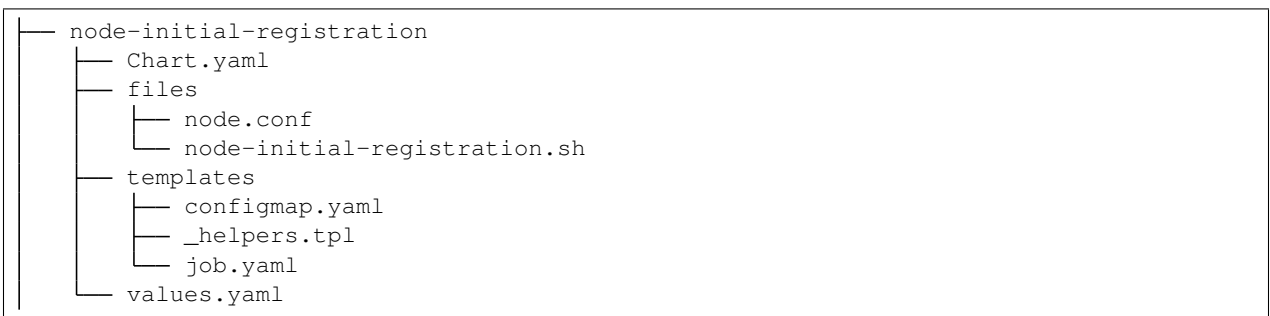 ├── node-initial-registration
│   ├── Chart.yaml
│   ├── files
│   │   ├── node.conf
│   │   └── node-initial-registration.sh
│   ├── templates
│   │   ├── configmap.yaml
│   │   ├── _helpers.tpl
│   │   └── job.yaml
│   └── values.yaml